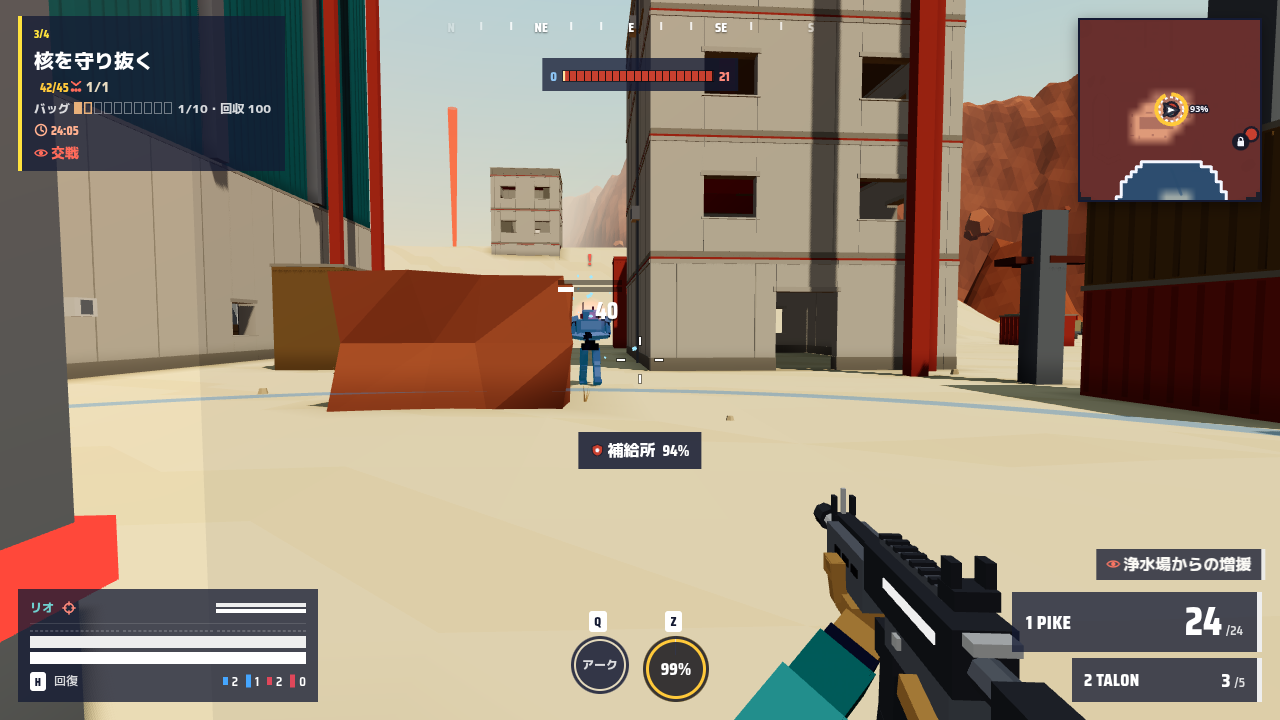 3/4
核を守り抜く
42/45 1/1
バッグ 1/10・回収 100
24:05
交戦
N NE E SE S
0 21
93%
40
補給所 94%
浄水場からの増援
1 PIKE 24/24
2 TALON 3/5
Q Z
アーク 99%
リオ
H 回復 2 1 2 0